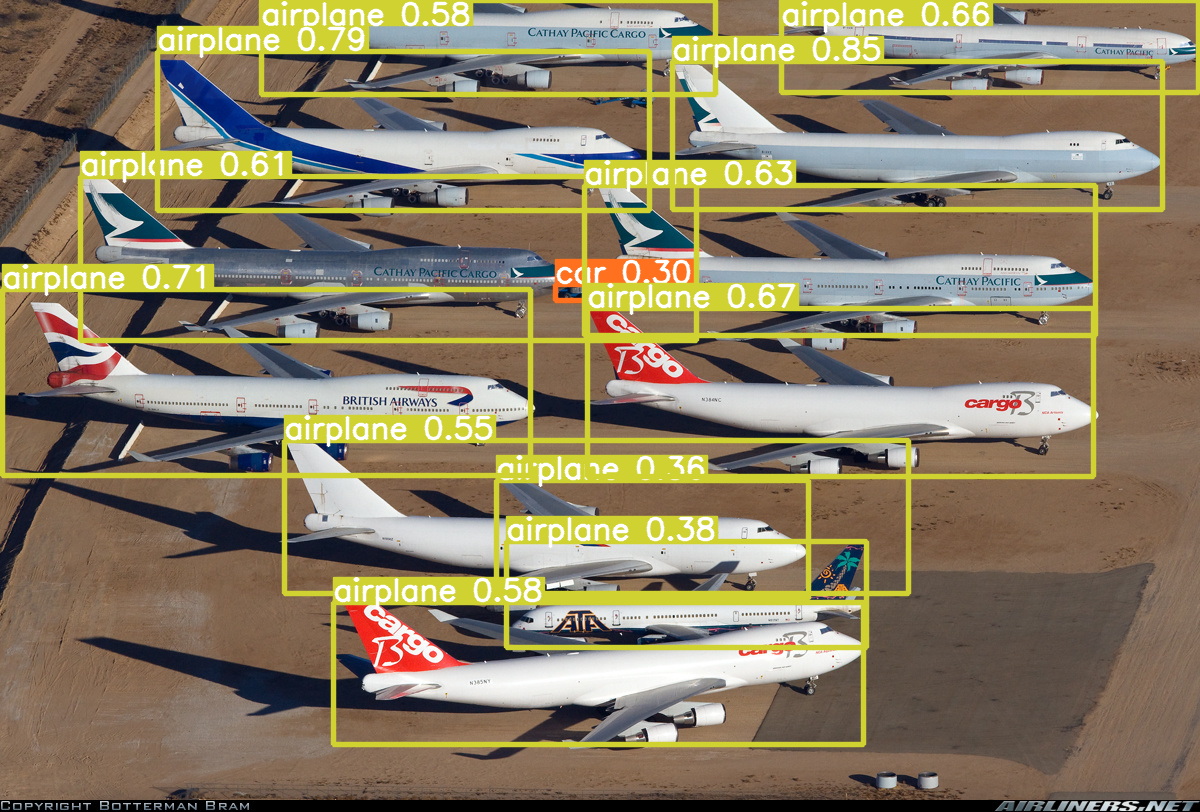 airplane 0.58
airplane 0.66
airplane 0.79
airplane 0.85
CATHAY PACIFIC CARGO
CATHAY PACIFIC
airplane 0.61
airplane 0.63
CATHAY PACIFIC CARGO
car 0.30
CATHAY PACIFIC
airplane 0.71
airplane 0.67
cargo B
BRITISH AIRWAYS
N384NC
cargo B
airplane 0.55
airplane 0.36
airplane 0.38
airplane 0.58
ATA
cargo B
cargo B
N385NY
COPYRIGHT BOTTERMAN BRAM
AIRLINERS.NET